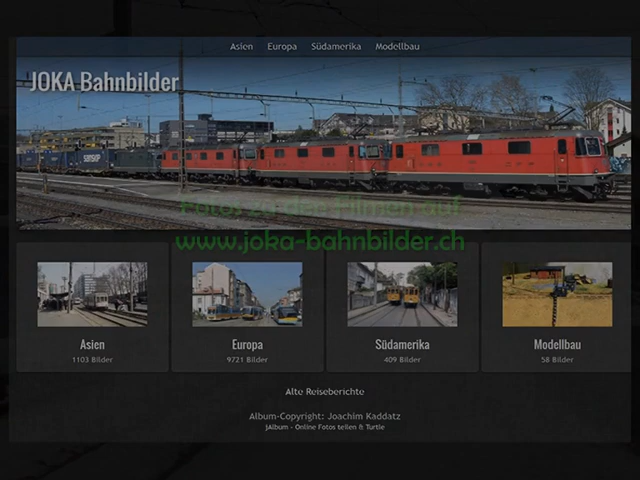 Asien Europa Südamerika Modellbau
JOKA Bahnbilder
Fotos zu den Filmen auf
www.joka-bahnbilder.ch
Asien Europa Südamerika Modellbau
1103 Bilder 9721 Bilder 409 Bilder 58 Bilder
Alte Reiseberichte
Album-Copyright: Joachim Kaddatz
jAlbum - Online Fotos teilen & Turtle